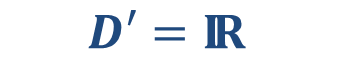 D′ = ℝ